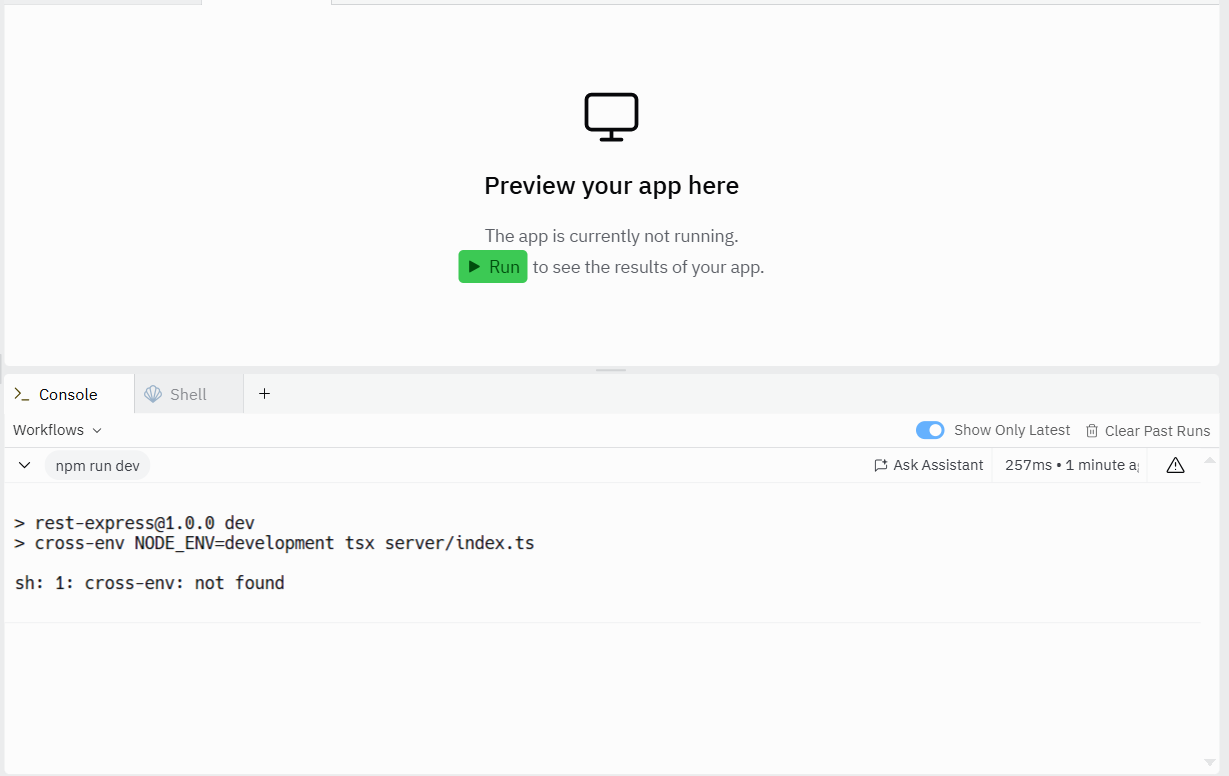 Preview your app here
The app is currently not running.
Run to see the results of your app.
Console
Shell
Workflows
Show Only Latest
Clear Past Runs
npm run dev
Ask Assistant
257ms • 1 minute
> rest-express@1.0.0 dev
> cross-env NODE_ENV=development tsx server/index.ts
sh: 1: cross-env: not found